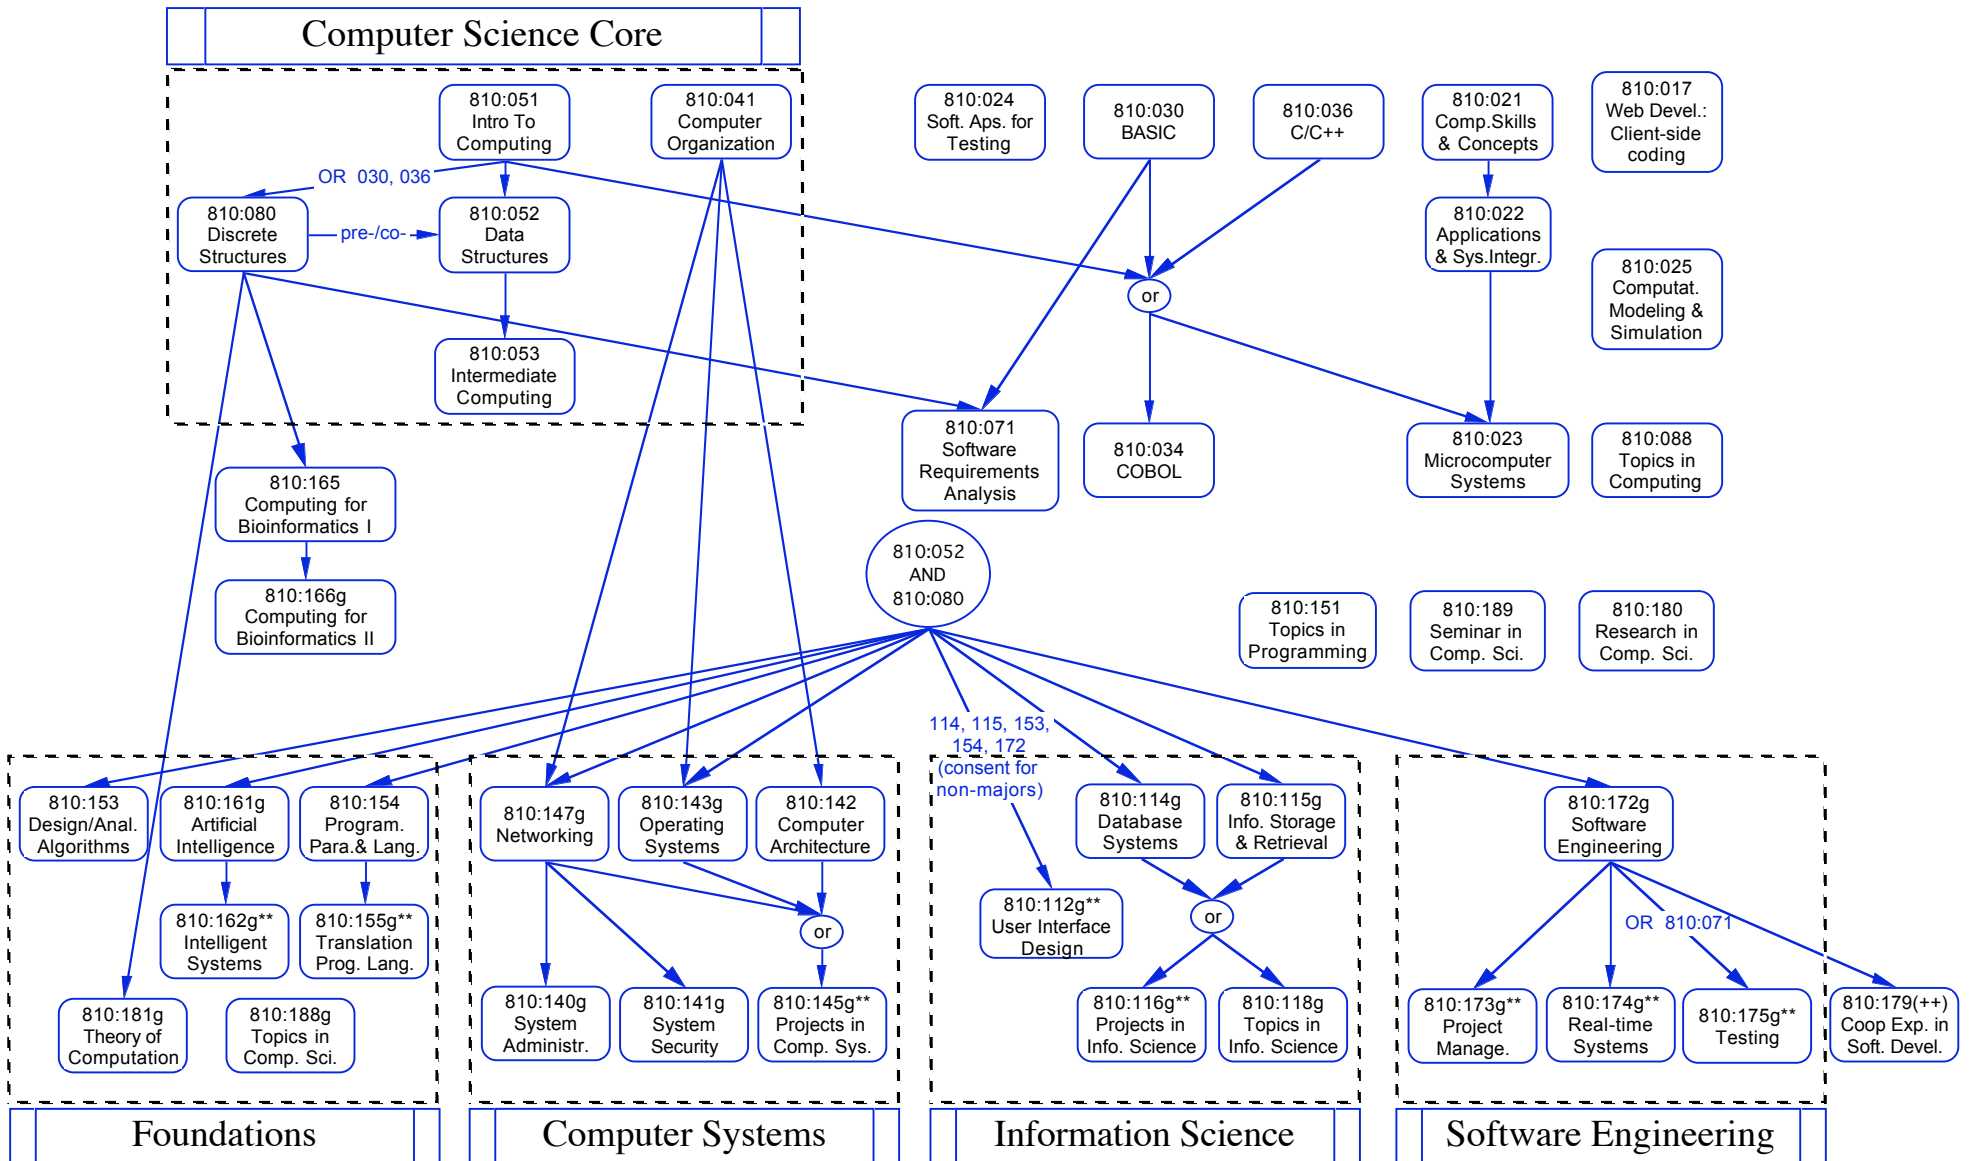 Computer Science Core
810:051
Intro To
Computing
810:041
Computer
Organization
810:024
Soft. Aps. for
Testing
810:030
BASIC
810:036
C/C++
810:021
Comp.Skills
& Concepts
810:017
Web Devel.:
Client-side
coding
OR 030, 036
810:080
Discrete
Structures
pre-/co-
810:052
Data
Structures
810:022
Applications
& Sys.Integr.
or
810:025
Computat.
Modeling &
Simulation
810:053
Intermediate
Computing
810:071
Software
Requirements
Analysis
810:034
COBOL
810:023
Microcomputer
Systems
810:088
Topics in
Computing
810:165
Computing for
Bioinformatics I
810:166g
Computing for
Bioinformatics II
810:052
AND
810:080
810:151
Topics in
Programming
810:189
Seminar in
Comp. Sci.
810:180
Research in
Comp. Sci.
114, 115, 153,
154, 172
(consent for
non-majors)
810:153
Design/Anal.
Algorithms
810:161g
Artificial
Intelligence
810:154
Program.
Para.& Lang.
810:147g
Networking
810:143g
Operating
Systems
810:142
Computer
Architecture
810:114g
Database
Systems
810:115g
Info. Storage
& Retrieval
810:172g
Software
Engineering
810:162g**
Intelligent
Systems
810:155g**
Translation
Prog. Lang.
or
810:112g**
User Interface
Design
or
OR 810:071
810:181g
Theory of
Computation
810:188g
Topics in
Comp. Sci.
810:140g
System
Administr.
810:141g
System
Security
810:145g**
Projects in
Comp. Sys.
810:116g**
Projects in
Info. Science
810:118g
Topics in
Info. Science
810:173g**
Project
Manage.
810:174g**
Real-time
Systems
810:175g**
Testing
810:179(++)
Coop Exp. in
Soft. Devel.
Foundations
Computer Systems
Information Science
Software Engineering